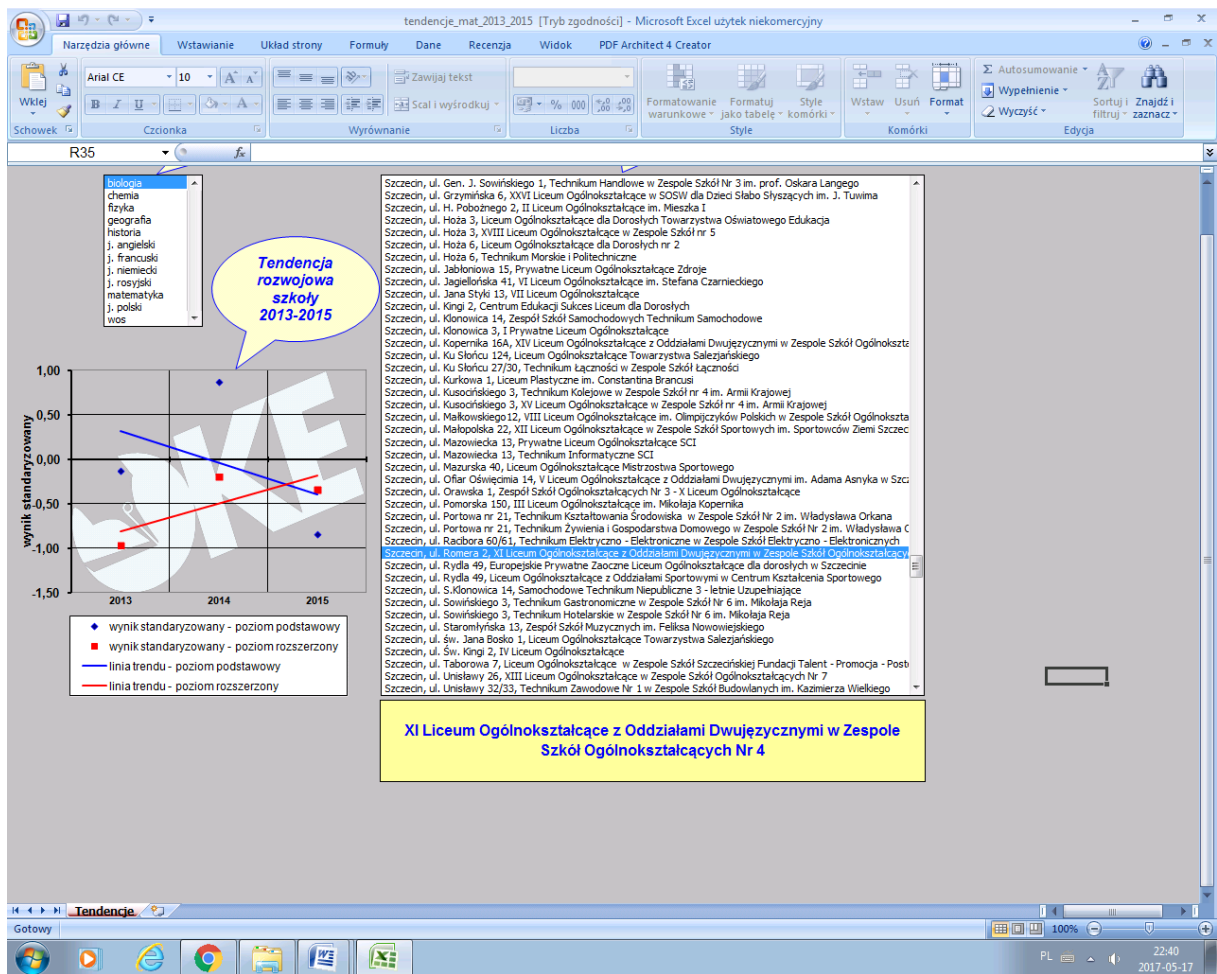 tendencje_mat_2013_2015 [Tryb zgodności] - Microsoft Excel użytek niekomercyjny
Narzędzia główne Wstawianie Układ strony Formuły Dane Recenzja Widok PDF Architect 4 Creator
Wklej
Schowek
Arial CE 10
B I U
Czcionka
Zawijaj tekst
Scal i wyśrodkuj
Wyrównanie
% 000
Liczba
Formatowanie warunkowe
Formatuj jako tabelę
Style komórki
Style
Wstaw Usuń Format
Komórki
Σ Autosumowanie
Wypełnienie
Wyczyść
Sortuj i filtruj
Znajdź i zaznacz
Edycja
R35 fx
biologia
chemia
fizyka
geografia
historia
j. angielski
j. francuski
j. niemiecki
j. rosyjski
matematyka
j. polski
wos
Tendencja
rozwojowa
szkoły
2013-2015
wynik standaryzowany
1,00
0,50
0,00
-0,50
-1,00
-1,50
OKE
2013 2014 2015
wynik standaryzowany - poziom podstawowy
wynik standaryzowany - poziom rozszerzony
linia trendu - poziom podstawowy
linia trendu - poziom rozszerzony
Szczecin, ul. Gen. J. Sowińskiego 1, Technikum Handlowe w Zespole Szkół Nr 3 im. prof. Oskara Langego
Szczecin, ul. Grzymińska 6, XXVI Liceum Ogólnokształcące w SOSW dla Dzieci Słabo Słyszących im. J. Tuwima
Szczecin, ul. H. Pobożnego 2, II Liceum Ogólnokształcące im. Mieszka I
Szczecin, ul. Hoża 3, Liceum Ogólnokształcące dla Dorosłych Towarzystwa Oświatowego Edukacja
Szczecin, ul. Hoża 3, XVIII Liceum Ogólnokształcące w Zespole Szkół nr 5
Szczecin, ul. Hoża 6, Liceum Ogólnokształcące dla Dorosłych nr 2
Szczecin, ul. Hoża 6, Technikum Morskie i Politechniczne
Szczecin, ul. Jabłoniowa 15, Prywatne Liceum Ogólnokształcące Zdroje
Szczecin, ul. Jagiellońska 41, VI Liceum Ogólnokształcące im. Stefana Czarnieckiego
Szczecin, ul. Jana Styki 13, VII Liceum Ogólnokształcące
Szczecin, ul. Kingi 2, Centrum Edukacji Sukces Liceum dla Dorosłych
Szczecin, ul. Klonowica 14, Zespół Szkół Samochodowych Technikum Samochodowe
Szczecin, ul. Klonowica 3, I Prywatne Liceum Ogólnokształcące
Szczecin, ul. Kopernika 16A, XIV Liceum Ogólnokształcące z Oddziałami Dwujęzycznymi w Zespole Szkół Ogólnokszta
Szczecin, ul. Ku Słońcu 124, Liceum Ogólnokształcące Towarzystwa Salezjańskiego
Szczecin, ul. Ku Słońcu 27/30, Technikum Łączności w Zespole Szkół Łączności
Szczecin, ul. Kurkowa 1, Liceum Plastyczne im. Constantina Brancusi
Szczecin, ul. Kusocińskiego 3, Technikum Kolejowe w Zespole Szkół nr 4 im. Armii Krajowej
Szczecin, ul. Kusocińskiego 3, XV Liceum Ogólnokształcące w Zespole Szkół nr 4 im. Armii Krajowej
Szczecin, ul. Małkowskiego12, VIII Liceum Ogólnokształcące im. Olimpijczyków Polskich w Zespole Szkół Ogólnokszta
Szczecin, ul. Małopolska 22, XII Liceum Ogólnokształcące w Zespole Szkół Sportowych im. Sportowców Ziemi Szczec
Szczecin, ul. Mazowiecka 13, Prywatne Liceum Ogólnokształcące SCI
Szczecin, ul. Mazowiecka 13, Technikum Informatyczne SCI
Szczecin, ul. Mazurska 40, Liceum Ogólnokształcące Mistrzostwa Sportowego
Szczecin, ul. Ofiar Oświęcimia 14, V Liceum Ogólnokształcące z Oddziałami Dwujęzycznymi im. Adama Asnyka w Szcz
Szczecin, ul. Orawska 1, Zespół Szkół Ogólnokształcących Nr 3 - X Liceum Ogólnokształcące
Szczecin, ul. Pomorska 150, III Liceum Ogólnokształcące im. Mikołaja Kopernika
Szczecin, ul. Portowa nr 21, Technikum Kształtowania Środowiska w Zespole Szkół Nr 2 im. Władysława Orkana
Szczecin, ul. Portowa nr 21, Technikum Żywienia i Gospodarstwa Domowego w Zespole Szkół Nr 2 im. Władysława O
Szczecin, ul. Racibora 60/61, Technikum Elektryczno - Elektroniczne w Zespole Szkół Elektryczno - Elektronicznych
Szczecin, ul. Romera 2, XI Liceum Ogólnokształcące z Oddziałami Dwujęzycznymi w Zespole Szkół Ogólnokształcący
Szczecin, ul. Rydla 49, Europejskie Prywatne Zaoczne Liceum Ogólnokształcące dla dorosłych w Szczecinie
Szczecin, ul. Rydla 49, Liceum Ogólnokształcące z Oddziałami Sportowymi w Centrum Kształcenia Sportowego
Szczecin, ul. S.Klonowica 14, Samochodowe Technikum Niepubliczne 3 - letnie Uzupełniające
Szczecin, ul. Sowińskiego 3, Technikum Gastronomiczne w Zespole Szkół Nr 6 im. Mikołaja Reja
Szczecin, ul. Sowińskiego 3, Technikum Hotelarskie w Zespole Szkół Nr 6 im. Mikołaja Reja
Szczecin, ul. Staromłyńska 13, Zespół Szkół Muzycznych im. Feliksa Nowowiejskiego
Szczecin, ul. św. Jana Bosko 1, Liceum Ogólnokształcące Towarzystwa Salezjańskiego
Szczecin, ul. Św. Kingi 2, IV Liceum Ogólnokształcące
Szczecin, ul. Taborowa 7, Liceum Ogólnokształcące w Zespole Szkół Szczecińskiej Fundacji Talent - Promocja - Postę
Szczecin, ul. Unisławy 26, XIII Liceum Ogólnokształcące w Zespole Szkół Ogólnokształcących Nr 7
Szczecin, ul. Unisławy 32/33, Technikum Zawodowe Nr 1 w Zespole Szkół Budowlanych im. Kazimierza Wielkiego
XI Liceum Ogólnokształcące z Oddziałami Dwujęzycznymi w Zespole
Szkół Ogólnokształcących Nr 4
Tendencje
Gotowy 100%
PL 22:40
2017-05-17